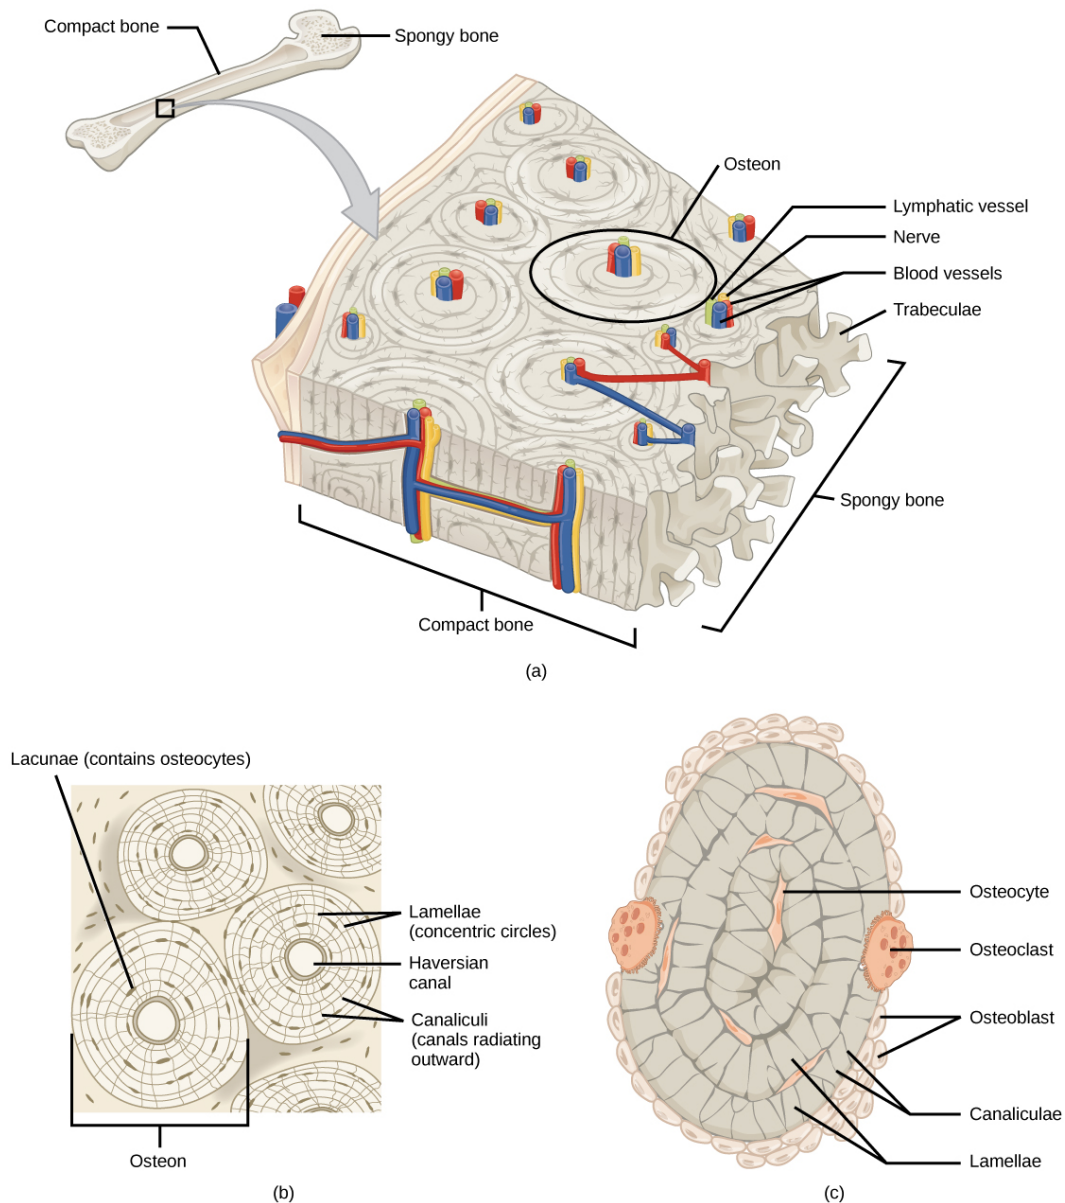 Compact bone
Spongy bone
Osteon
Lymphatic vessel
Nerve
Blood vessels
Trabeculae
Spongy bone
Compact bone
(a)
Lacunae (contains osteocytes)
Lamellae
(concentric circles)
Haversian
canal
Canaliculi
(canals radiating
outward)
Osteon
(b)
Osteocyte
Osteoclast
Osteoblast
Canaliculae
Lamellae
(c)